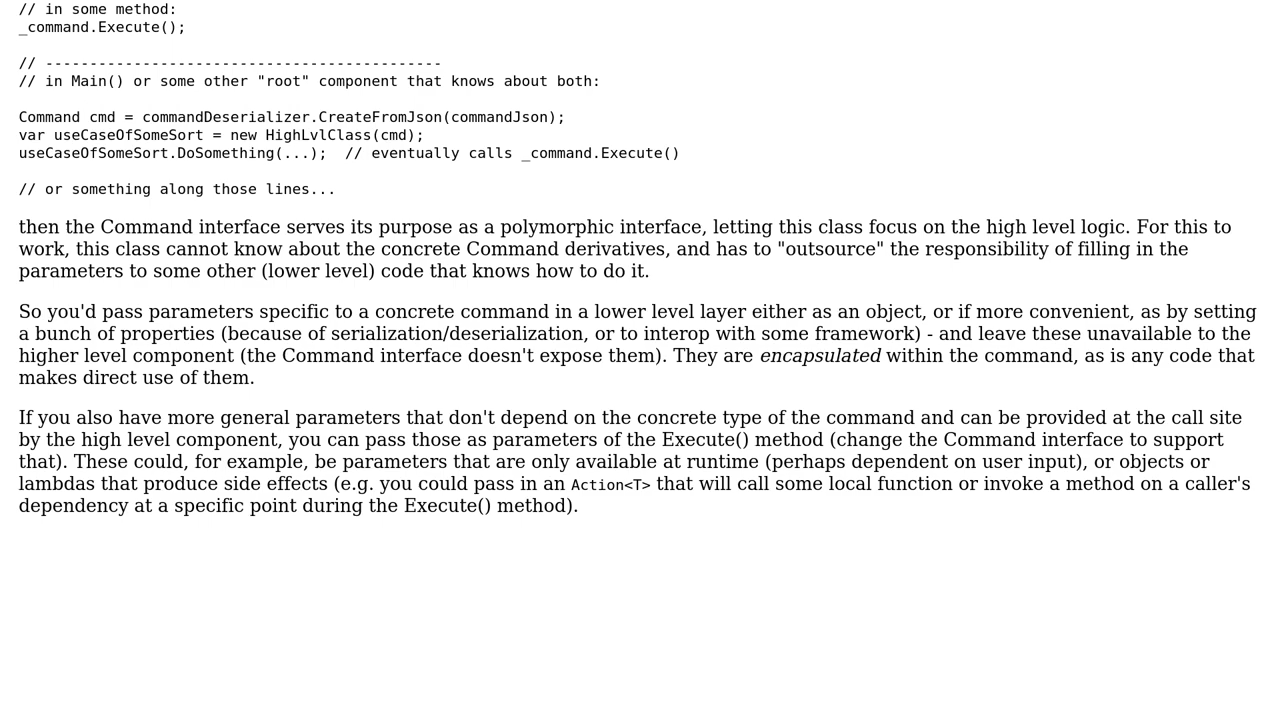 // in some method:
_command.Execute();
// ---------------------------------------------
// in Main() or some other "root" component that knows about both:
Command cmd = commandDeserializer.CreateFromJson(commandJson);
var useCaseOfSomeSort = new HighLvlClass(cmd);
useCaseOfSomeSort.DoSomething(...);  // eventually calls _command.Execute()
// or something along those lines...
then the Command interface serves its purpose as a polymorphic interface, letting this class focus on the high level logic. For this to
work, this class cannot know about the concrete Command derivatives, and has to "outsource" the responsibility of filling in the
parameters to some other (lower level) code that knows how to do it.
So you'd pass parameters specific to a concrete command in a lower level layer either as an object, or if more convenient, as by setting
a bunch of properties (because of serialization/deserialization, or to interop with some framework) - and leave these unavailable to the
higher level component (the Command interface doesn't expose them). They are encapsulated within the command, as is any code that
makes direct use of them.
If you also have more general parameters that don't depend on the concrete type of the command and can be provided at the call site
by the high level component, you can pass those as parameters of the Execute() method (change the Command interface to support
that). These could, for example, be parameters that are only available at runtime (perhaps dependent on user input), or objects or
lambdas that produce side effects (e.g. you could pass in an Action<T> that will call some local function or invoke a method on a caller's
dependency at a specific point during the Execute() method).